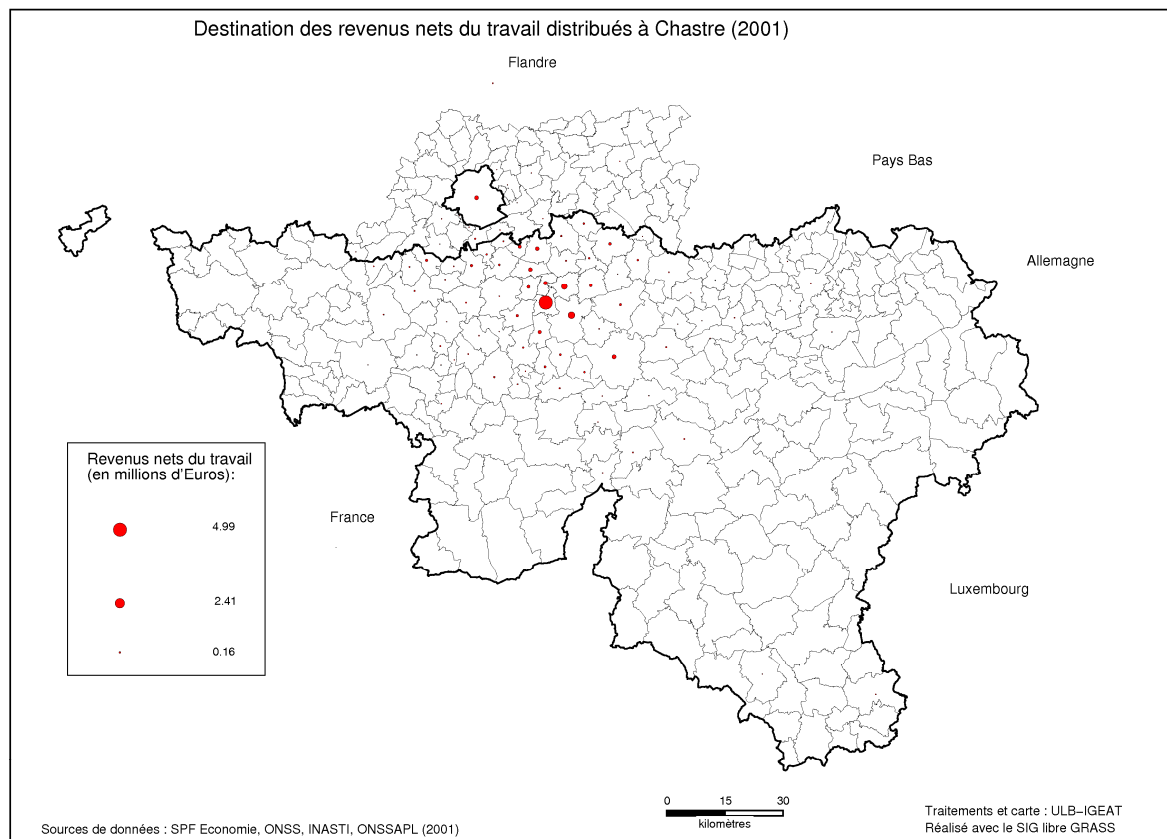 Destination des revenus nets du travail distribués à Chastre (2001)
Flandre
Pays Bas
Allemagne
Revenus nets du travail
(en millions d'Euros):
4.99
France
2.41
Luxembourg
0.16
0 15 30
kilomètres
Traitements et carte : ULB-IGEAT
Sources de données : SPF Economie, ONSS, INASTI, ONSSAPL (2001)
Réalisé avec le SIG libre GRASS